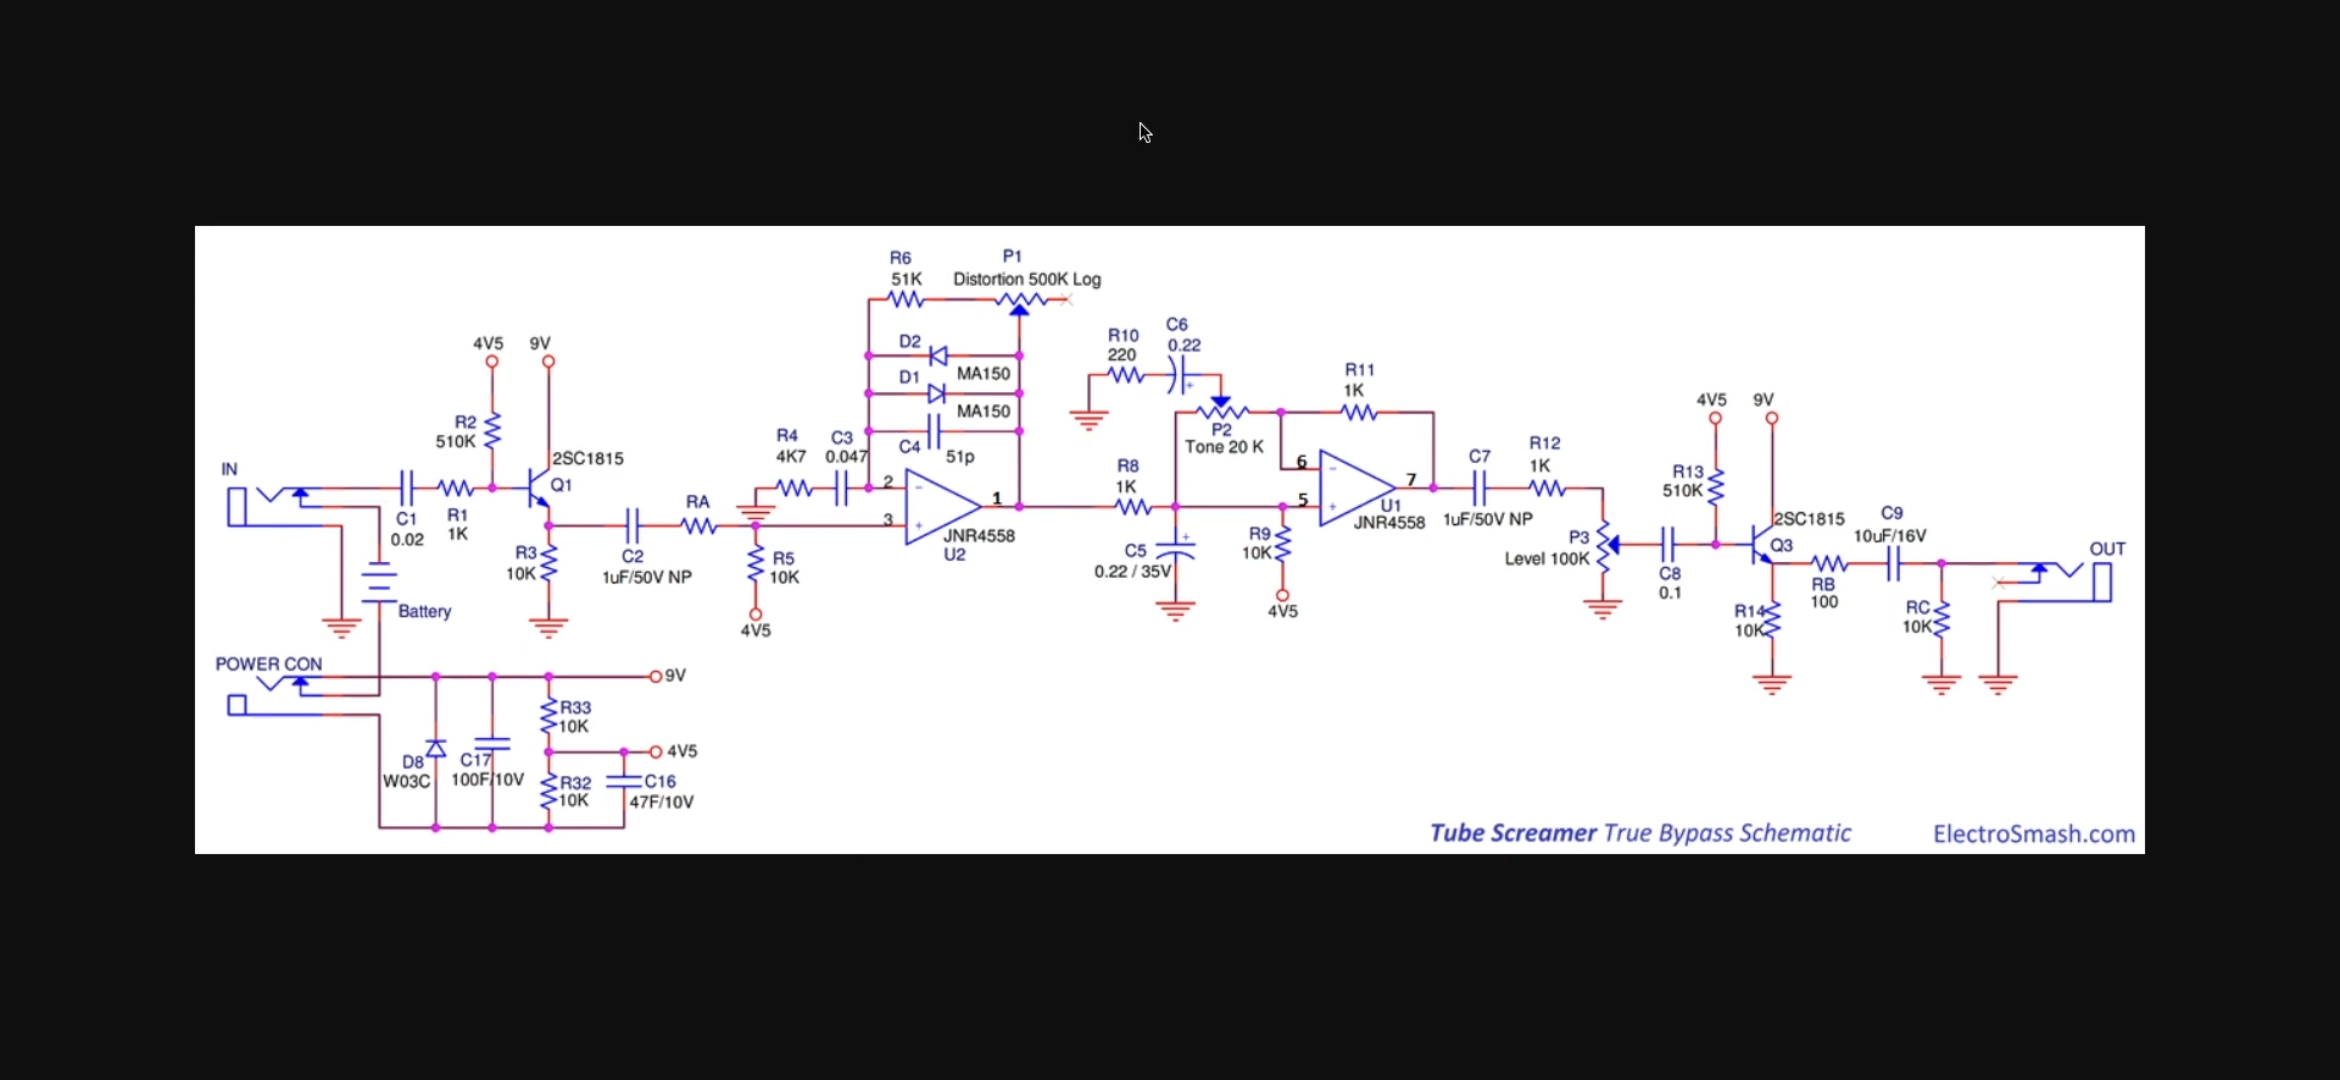 R6
51K
P1
Distortion 500K Log
D2
MA150
D1
MA150
C4
51p
4V5
9V
R2
510K
2SC1815
Q1
IN
C1
0.02
R1
1K
R3
10K
C2
1uF/50V NP
RA
R4
4K7
C3
0.047
2
3
1
JNR4558
U2
R5
10K
4V5
Battery
R10
220
C6
0.22
P2
Tone 20 K
R11
1K
R8
1K
C5
0.22 / 35V
R9
10K
4V5
6
5
7
U1
JNR4558
C7
1uF/50V NP
R12
1K
P3
Level 100K
C8
0.1
4V5
9V
R13
510K
2SC1815
Q3
R14
10K
RB
100
C9
10uF/16V
RC
10K
OUT
POWER CON
9V
R33
10K
4V5
D8
W03C
C17
100F/10V
R32
10K
C16
47F/10V
Tube Screamer True Bypass Schematic
ElectroSmash.com